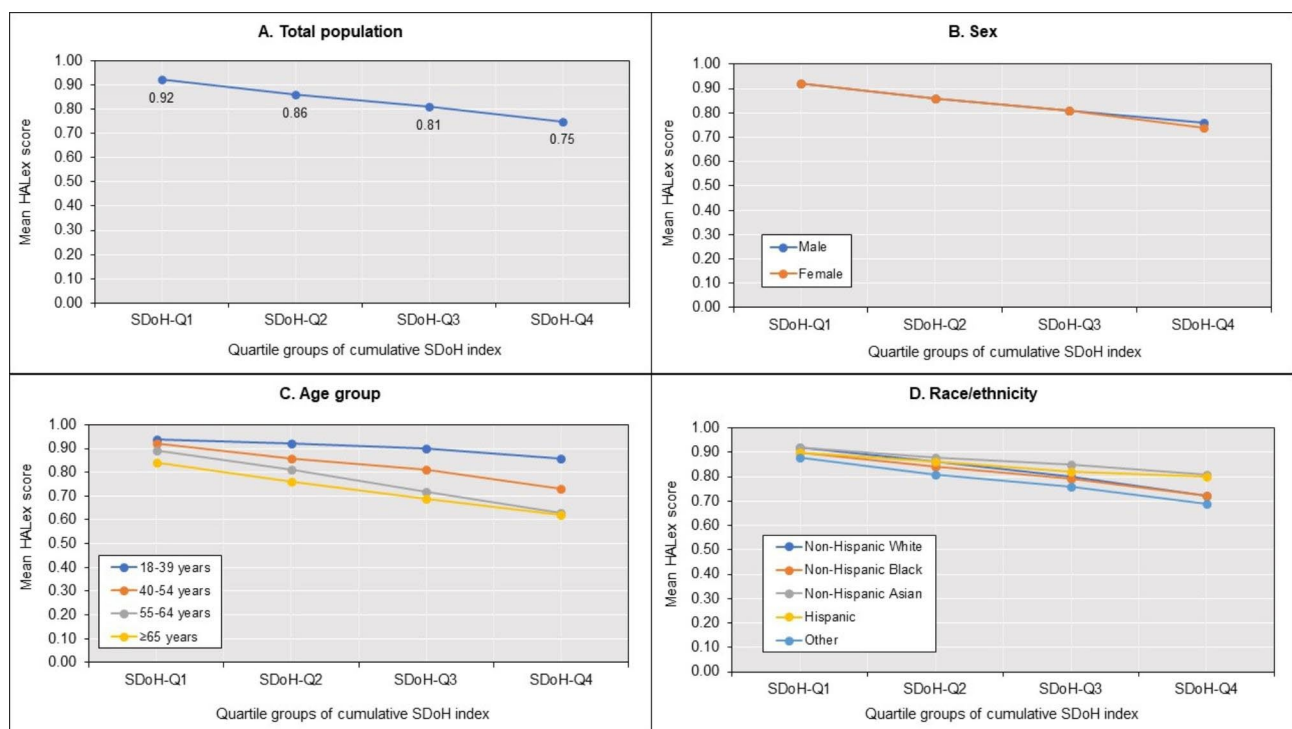 A. Total population
Mean HALex score
1.00
0.90
0.80
0.70
0.60
0.50
0.40
0.30
0.20
0.10
0.00
0.92
0.86
0.81
0.75
SDoH-Q1 SDoH-Q2 SDoH-Q3 SDoH-Q4
Quartile groups of cumulative SDoH index
B. Sex
Mean HALex score
1.00
0.90
0.80
0.70
0.60
0.50
0.40
0.30
0.20
0.10
0.00
Male
Female
SDoH-Q1 SDoH-Q2 SDoH-Q3 SDoH-Q4
Quartile groups of cumulative SDoH index
C. Age group
Mean HALex score
1.00
0.90
0.80
0.70
0.60
0.50
0.40
0.30
0.20
0.10
0.00
18-39 years
40-54 years
55-64 years
≥65 years
SDoH-Q1 SDoH-Q2 SDoH-Q3 SDoH-Q4
Quartile groups of cumulative SDoH index
D. Race/ethnicity
Mean HALex score
1.00
0.90
0.80
0.70
0.60
0.50
0.40
0.30
0.20
0.10
0.00
Non-Hispanic White
Non-Hispanic Black
Non-Hispanic Asian
Hispanic
Other
SDoH-Q1 SDoH-Q2 SDoH-Q3 SDoH-Q4
Quartile groups of cumulative SDoH index